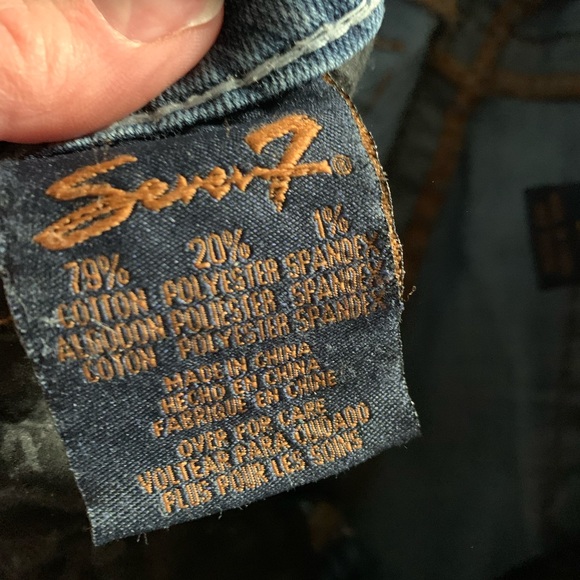 Seven7®
79% 20% 1%
COTTON POLYESTER SPANDEX
ALGODON POLIESTER SPANDEX
COTON POLYESTER SPANDEX
MADE IN CHINA
HECHO EN CHINA
FABRIQUE EN CHINE
OVER FOR CARE
VOLTEAR PARA CUIDADO
PLUS POUR LES SOINS